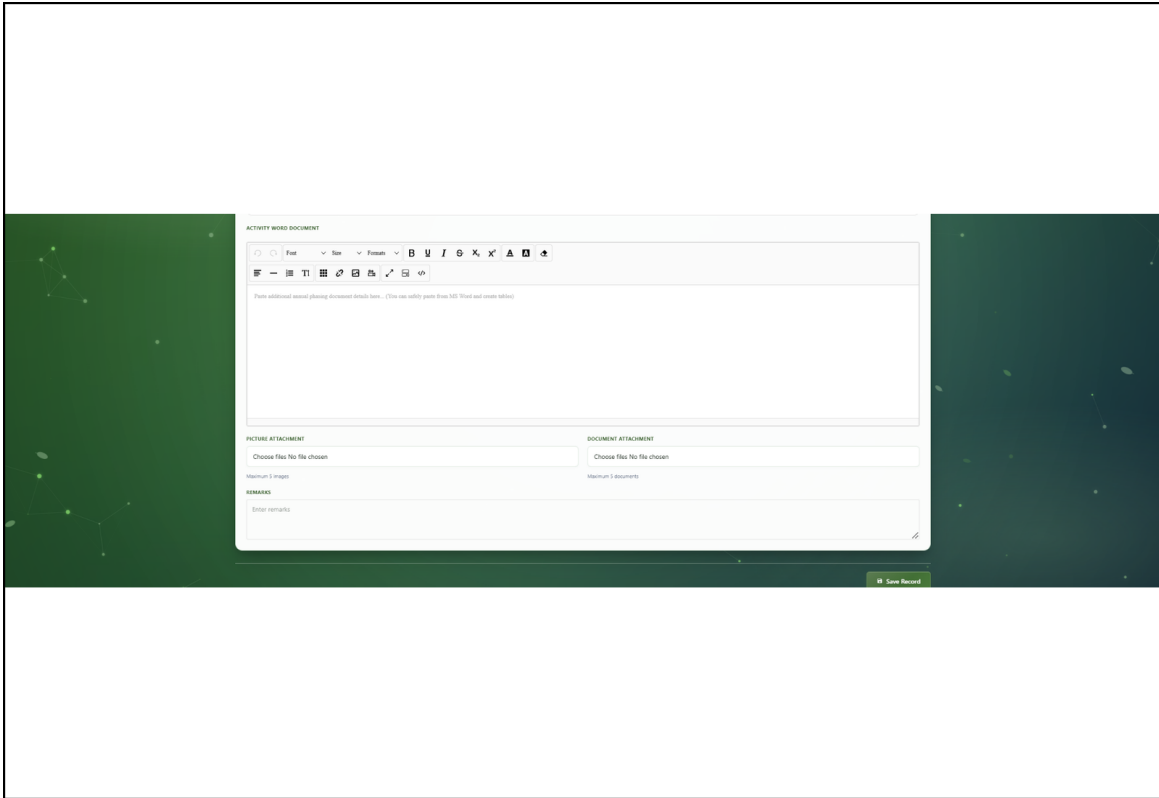 ACTIVITY WORD DOCUMENT
Font Size Formats
Paste additional annual planing document details here... (You can safely paste from MS Word and create tables)
PICTURE ATTACHMENT
Choose files No file chosen
Maximum 5 images
DOCUMENT ATTACHMENT
Choose files No file chosen
Maximum 5 documents
REMARKS
Enter remarks
Save Record